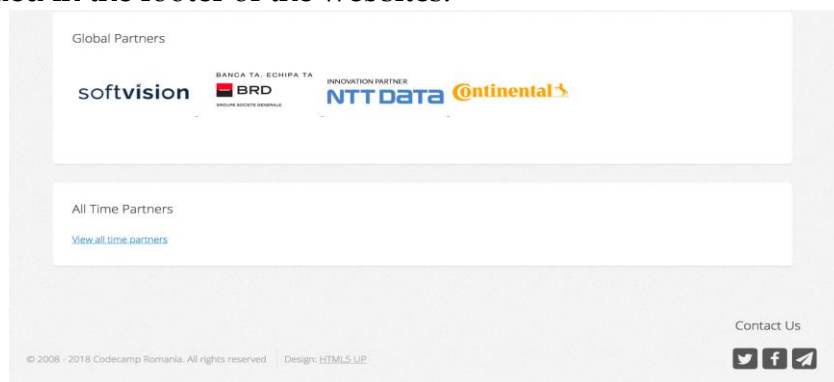 Global Partners
softvision
BANCA TA. ECHIPA TA
BRD
GROUPE SOCIETE GENERALE
INNOVATION PARTNER
NTT DATA
Continental
All Time Partners
View all time partners
Contact Us
© 2008 - 2018 Codecamp Romania. All rights reserved
Design: HTML5 UP